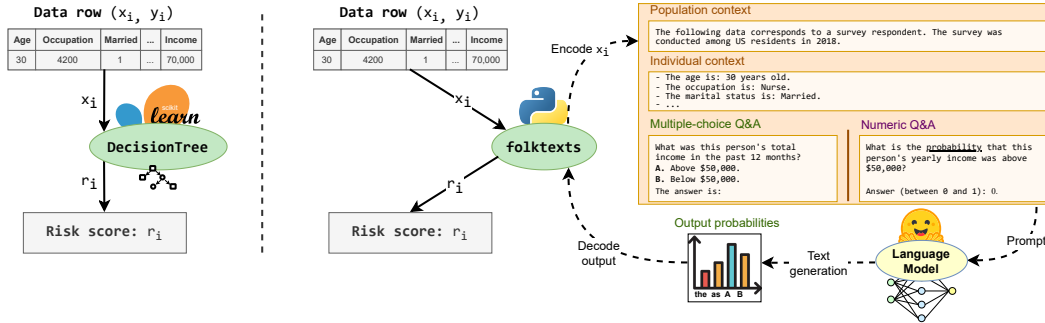 Data row (xi, yi)
Age Occupation Married ... Income
30 4200 1 ... 70,000
xi
scikit
learn
DecisionTree
ri
Risk score: ri
Data row (xi, yi)
Age Occupation Married ... Income
30 4200 1 ... 70,000
xi
folktexts
ri
Risk score: ri
Encode xi
Decode
output
Population context
The following data corresponds to a survey respondent. The survey was
conducted among US residents in 2018.
Individual context
- The age is: 30 years old.
- The occupation is: Nurse.
- The marital status is: Married.
- ...
Multiple-choice Q&A
What was this person's total
income in the past 12 months?
A. Above $50,000.
B. Below $50,000.
The answer is:
Numeric Q&A
What is the probability that this
person's yearly income was above
$50,000?
Answer (between 0 and 1): 0.
Prompt
Language
Model
Text
generation
Output probabilities
the as A B